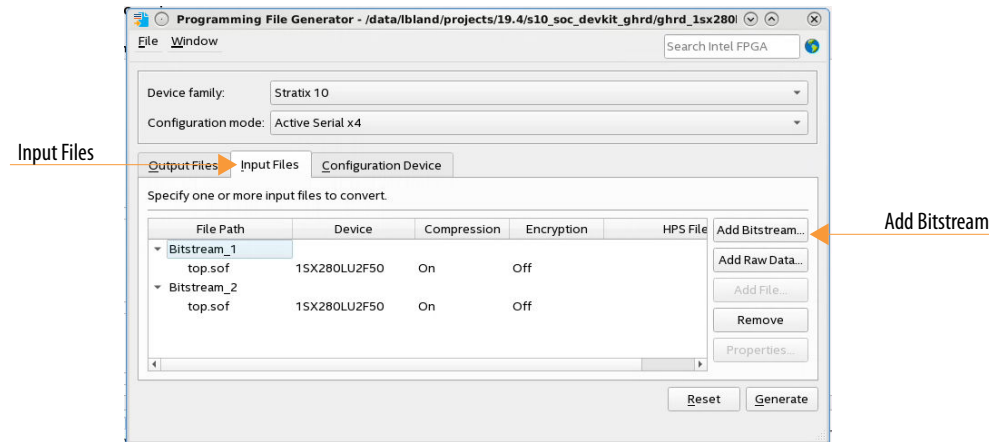 Programming File Generator - /data/lbland/projects/19.4/s10_soc_devkit_ghrd/ghrd_1sx280
File Window
Search Intel FPGA
Device family: Stratix 10
Configuration mode: Active Serial x4
Input Files
Output Files Input Files Configuration Device
Specify one or more input files to convert.
File Path Device Compression Encryption HPS File
Add Bitstream...
Add Bitstream
Bitstream_1
top.sof 1SX280LU2F50 On Off
Add Raw Data...
Bitstream_2
Add File...
top.sof 1SX280LU2F50 On Off
Remove
Properties...
Reset Generate